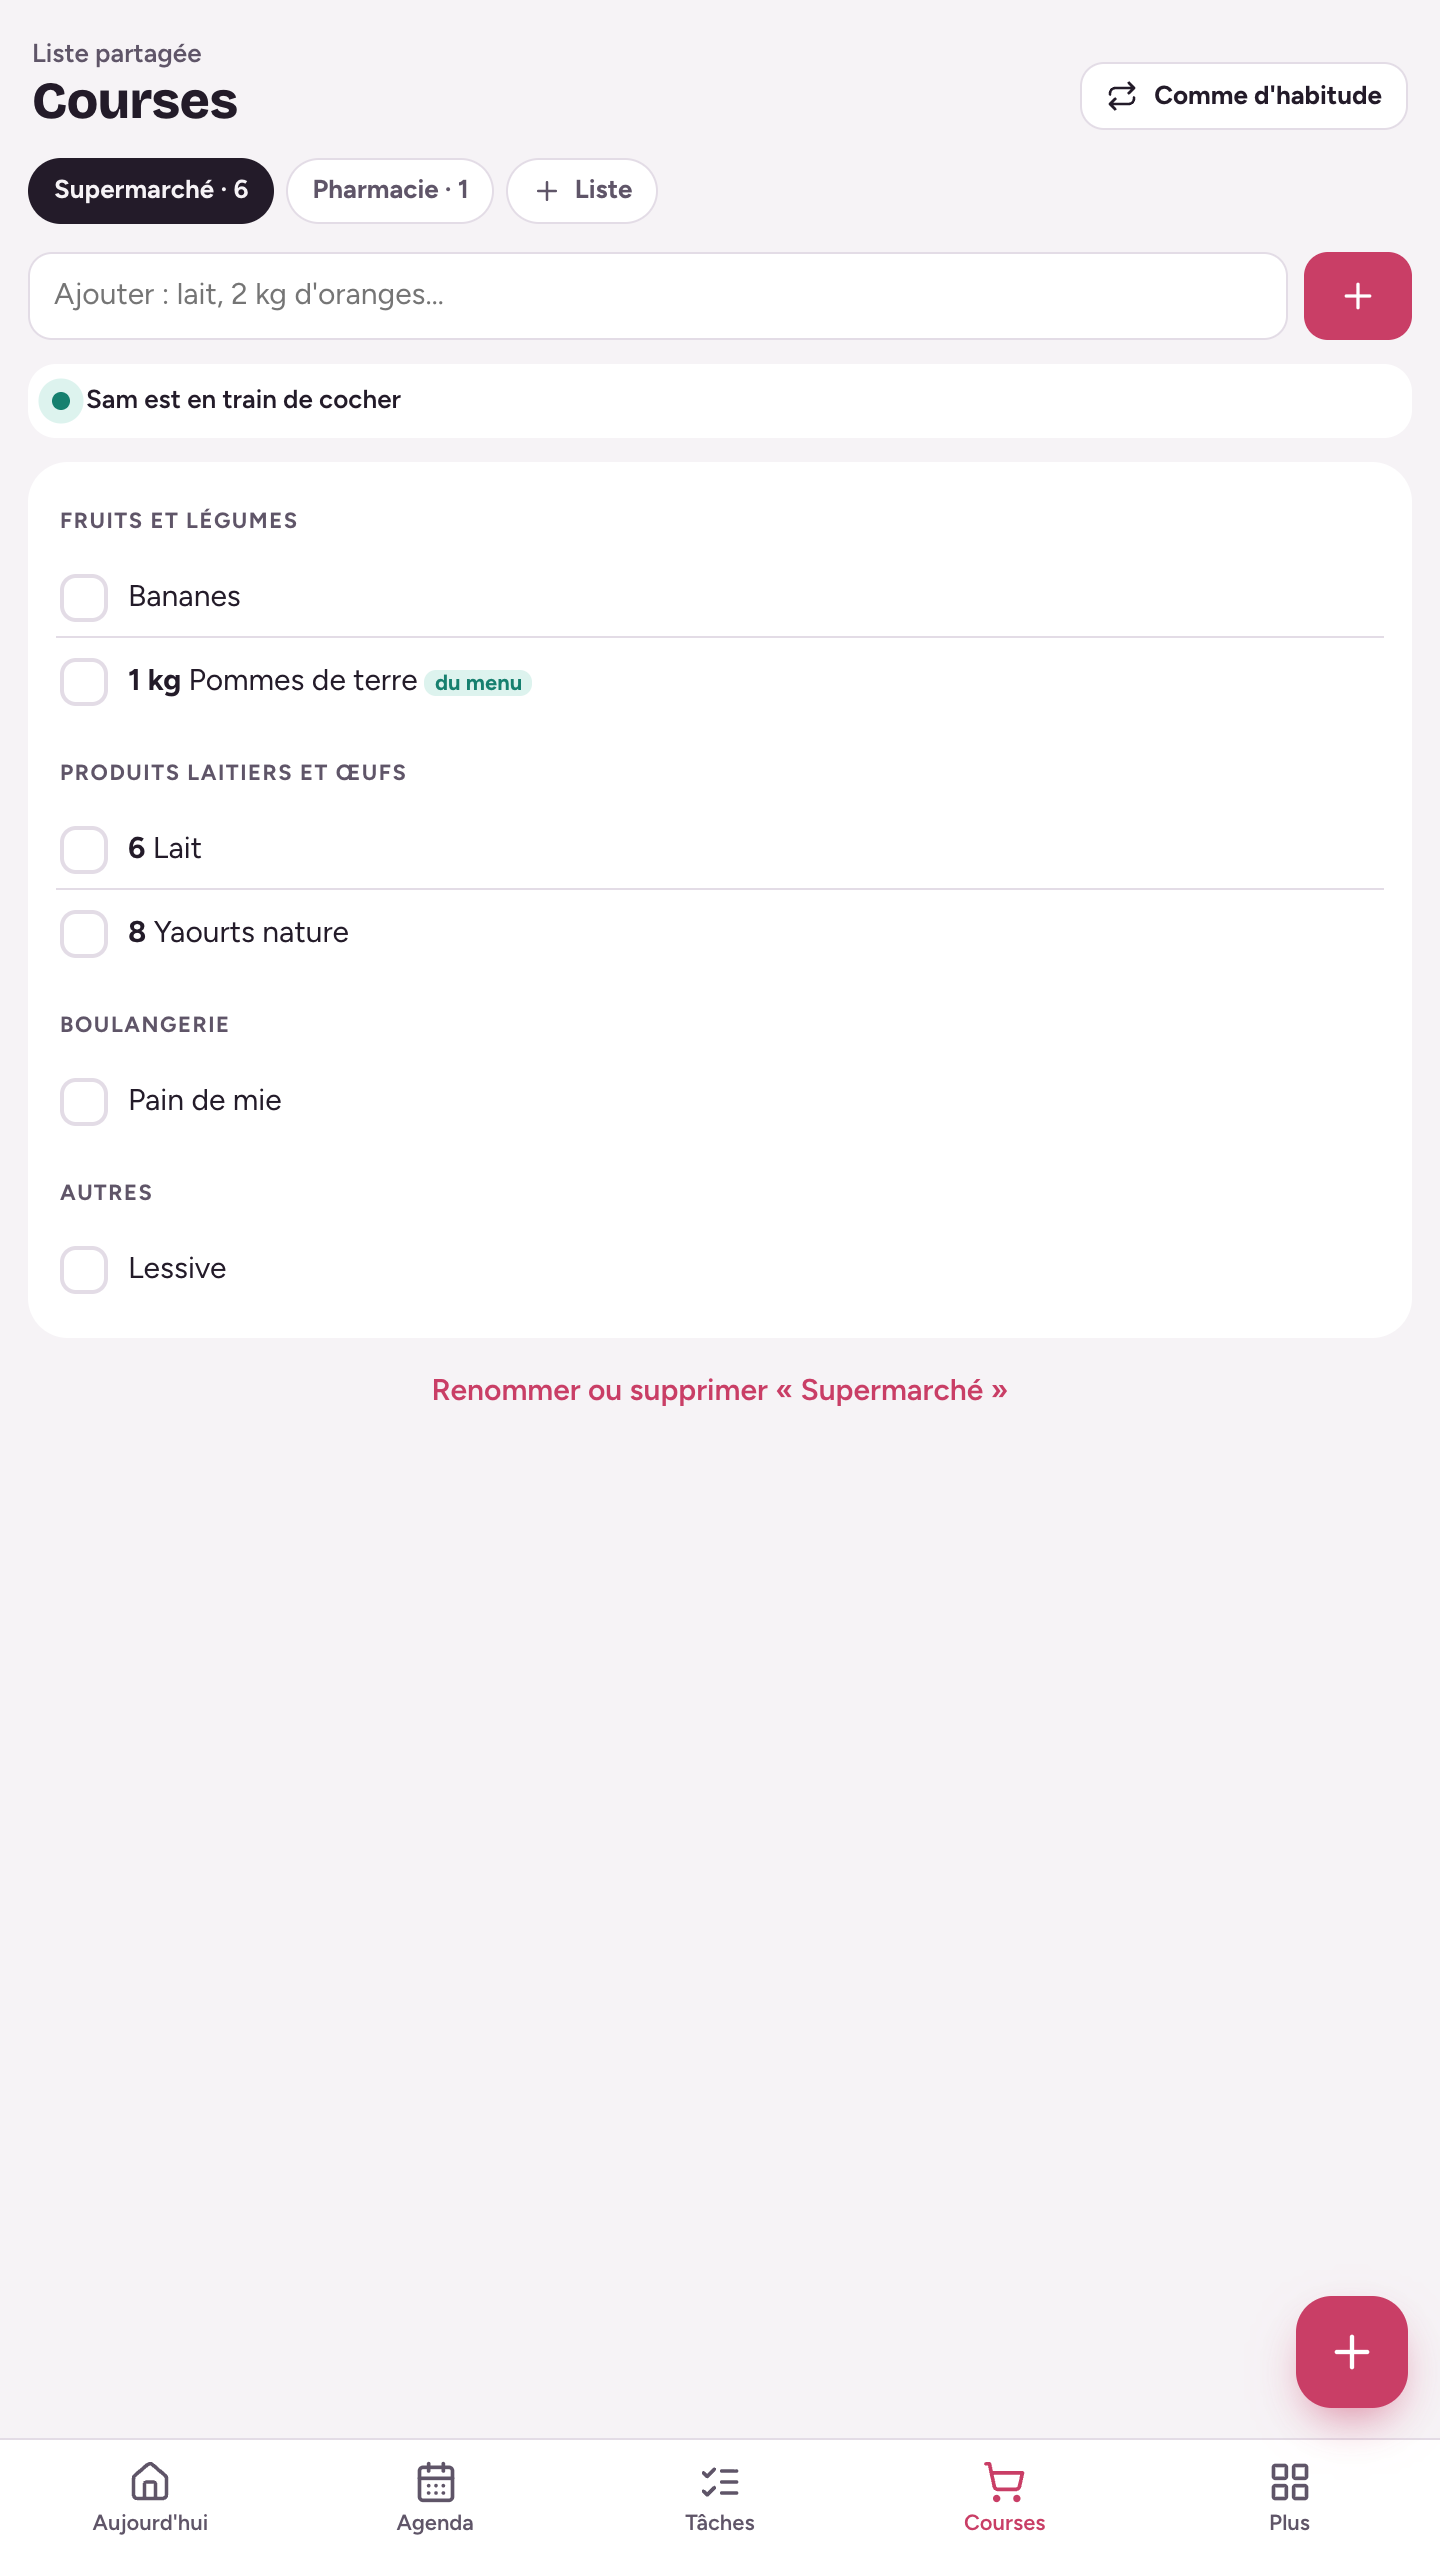 Liste partagée
Courses
Comme d'habitude
Supermarché · 6
Pharmacie · 1
Liste
Ajouter : lait, 2 kg d'oranges...
Sam est en train de cocher
FRUITS ET LÉGUMES
Bananes
1 kg Pommes de terre du menu
PRODUITS LAITIERS ET ŒUFS
6 Lait
8 Yaourts nature
BOULANGERIE
Pain de mie
AUTRES
Lessive
Renommer ou supprimer « Supermarché »
Aujourd'hui
Agenda
Tâches
Courses
Plus